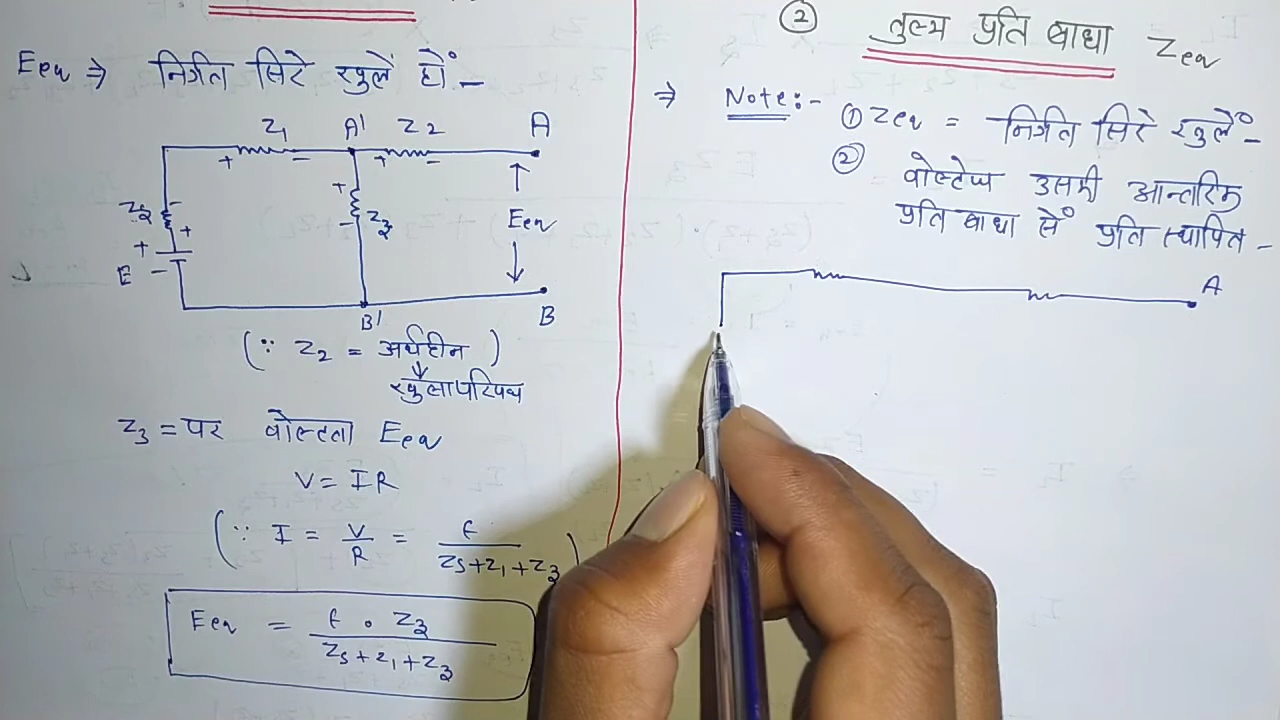 Eeq ⇒ निर्गत सिरे खुलें हों -
Z1 A' Z2 A
+ - + -
+ Z3 -
Zs
+ E -
Eeq
B' B
(∵ Z2 = अर्थहीन)
खुला परिपथ
Z3 = पर वोल्टता Eeq
V = IR
(∵ I = V/R = E/Zs+Z1+Z3)
Eeq = E . Z3 / Zs+Z1+Z3
② तुल्य प्रति बाधा Zeq
⇒ Note:- ① Zeq = निर्गत सिरे खुलें -
② वोल्टेज उसकी आन्तरिक
प्रति बाधा सें प्रति स्थापित -
A